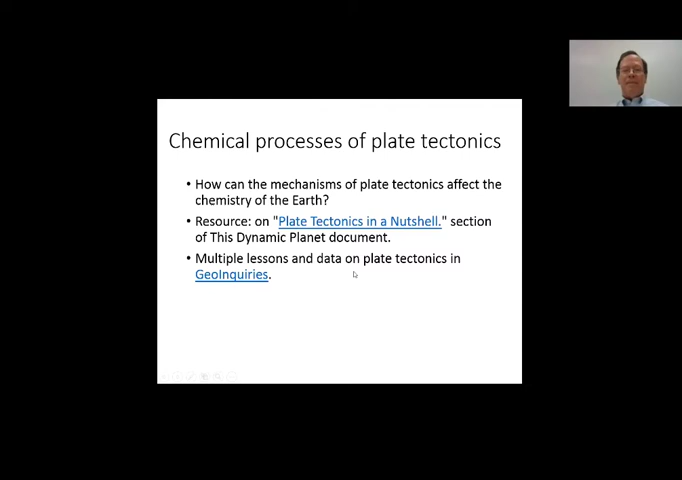 Chemical processes of plate tectonics
• How can the mechanisms of plate tectonics affect the
chemistry of the Earth?
• Resource: on "Plate Tectonics in a Nutshell." section
of This Dynamic Planet document.
• Multiple lessons and data on plate tectonics in
GeoInquiries.